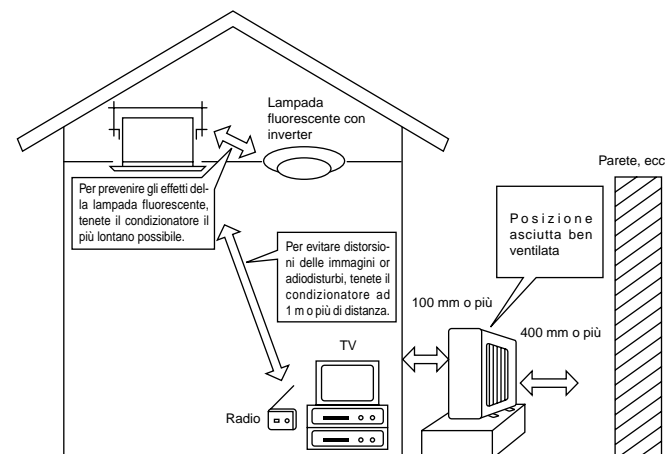 Lampada
fluorescente con
inverter
Per prevenire gli effetti del-
la lampada fluorescente,
tenete il condizionatore il
più lontano possibile.
Parete, ecc
Posizione
asciutta ben
ventilata
Per evitare distorsio-
ni delle immagini or
adiodisturbi, tenete il
condizionatore ad
1 m o più di distanza.
100 mm o più
400 mm o più
TV
Radio